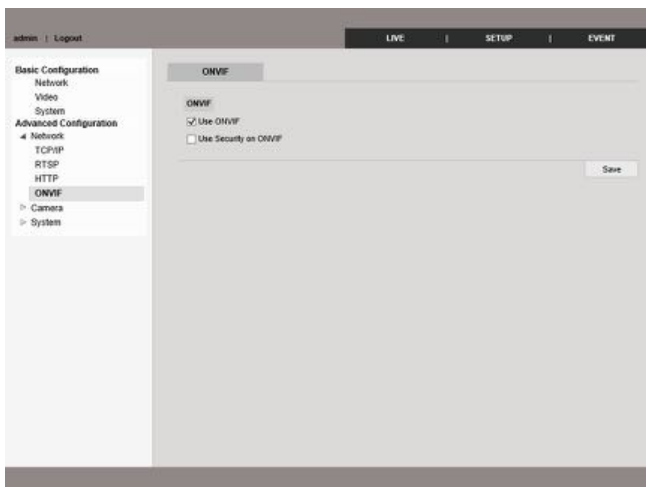 admin | Logout
LIVE | SETUP | EVENT
Basic Configuration
Network
Video
System
Advanced Configuration
Network
TCP/IP
RTSP
HTTP
ONVIF
Camera
System
ONVIF
ONVIF
Use ONVIF
Use Security on ONVIF
Save